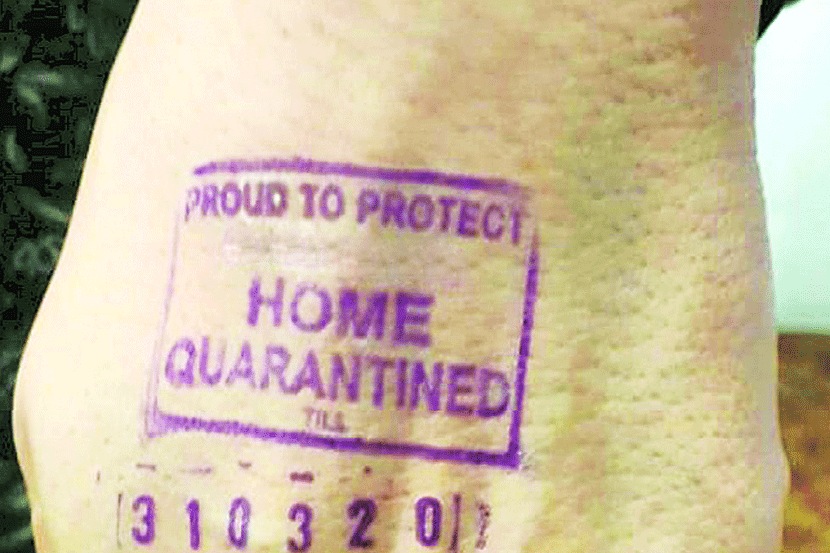 PROUD TO PROTECT
HOME
QUARANTINED
TILL
310320